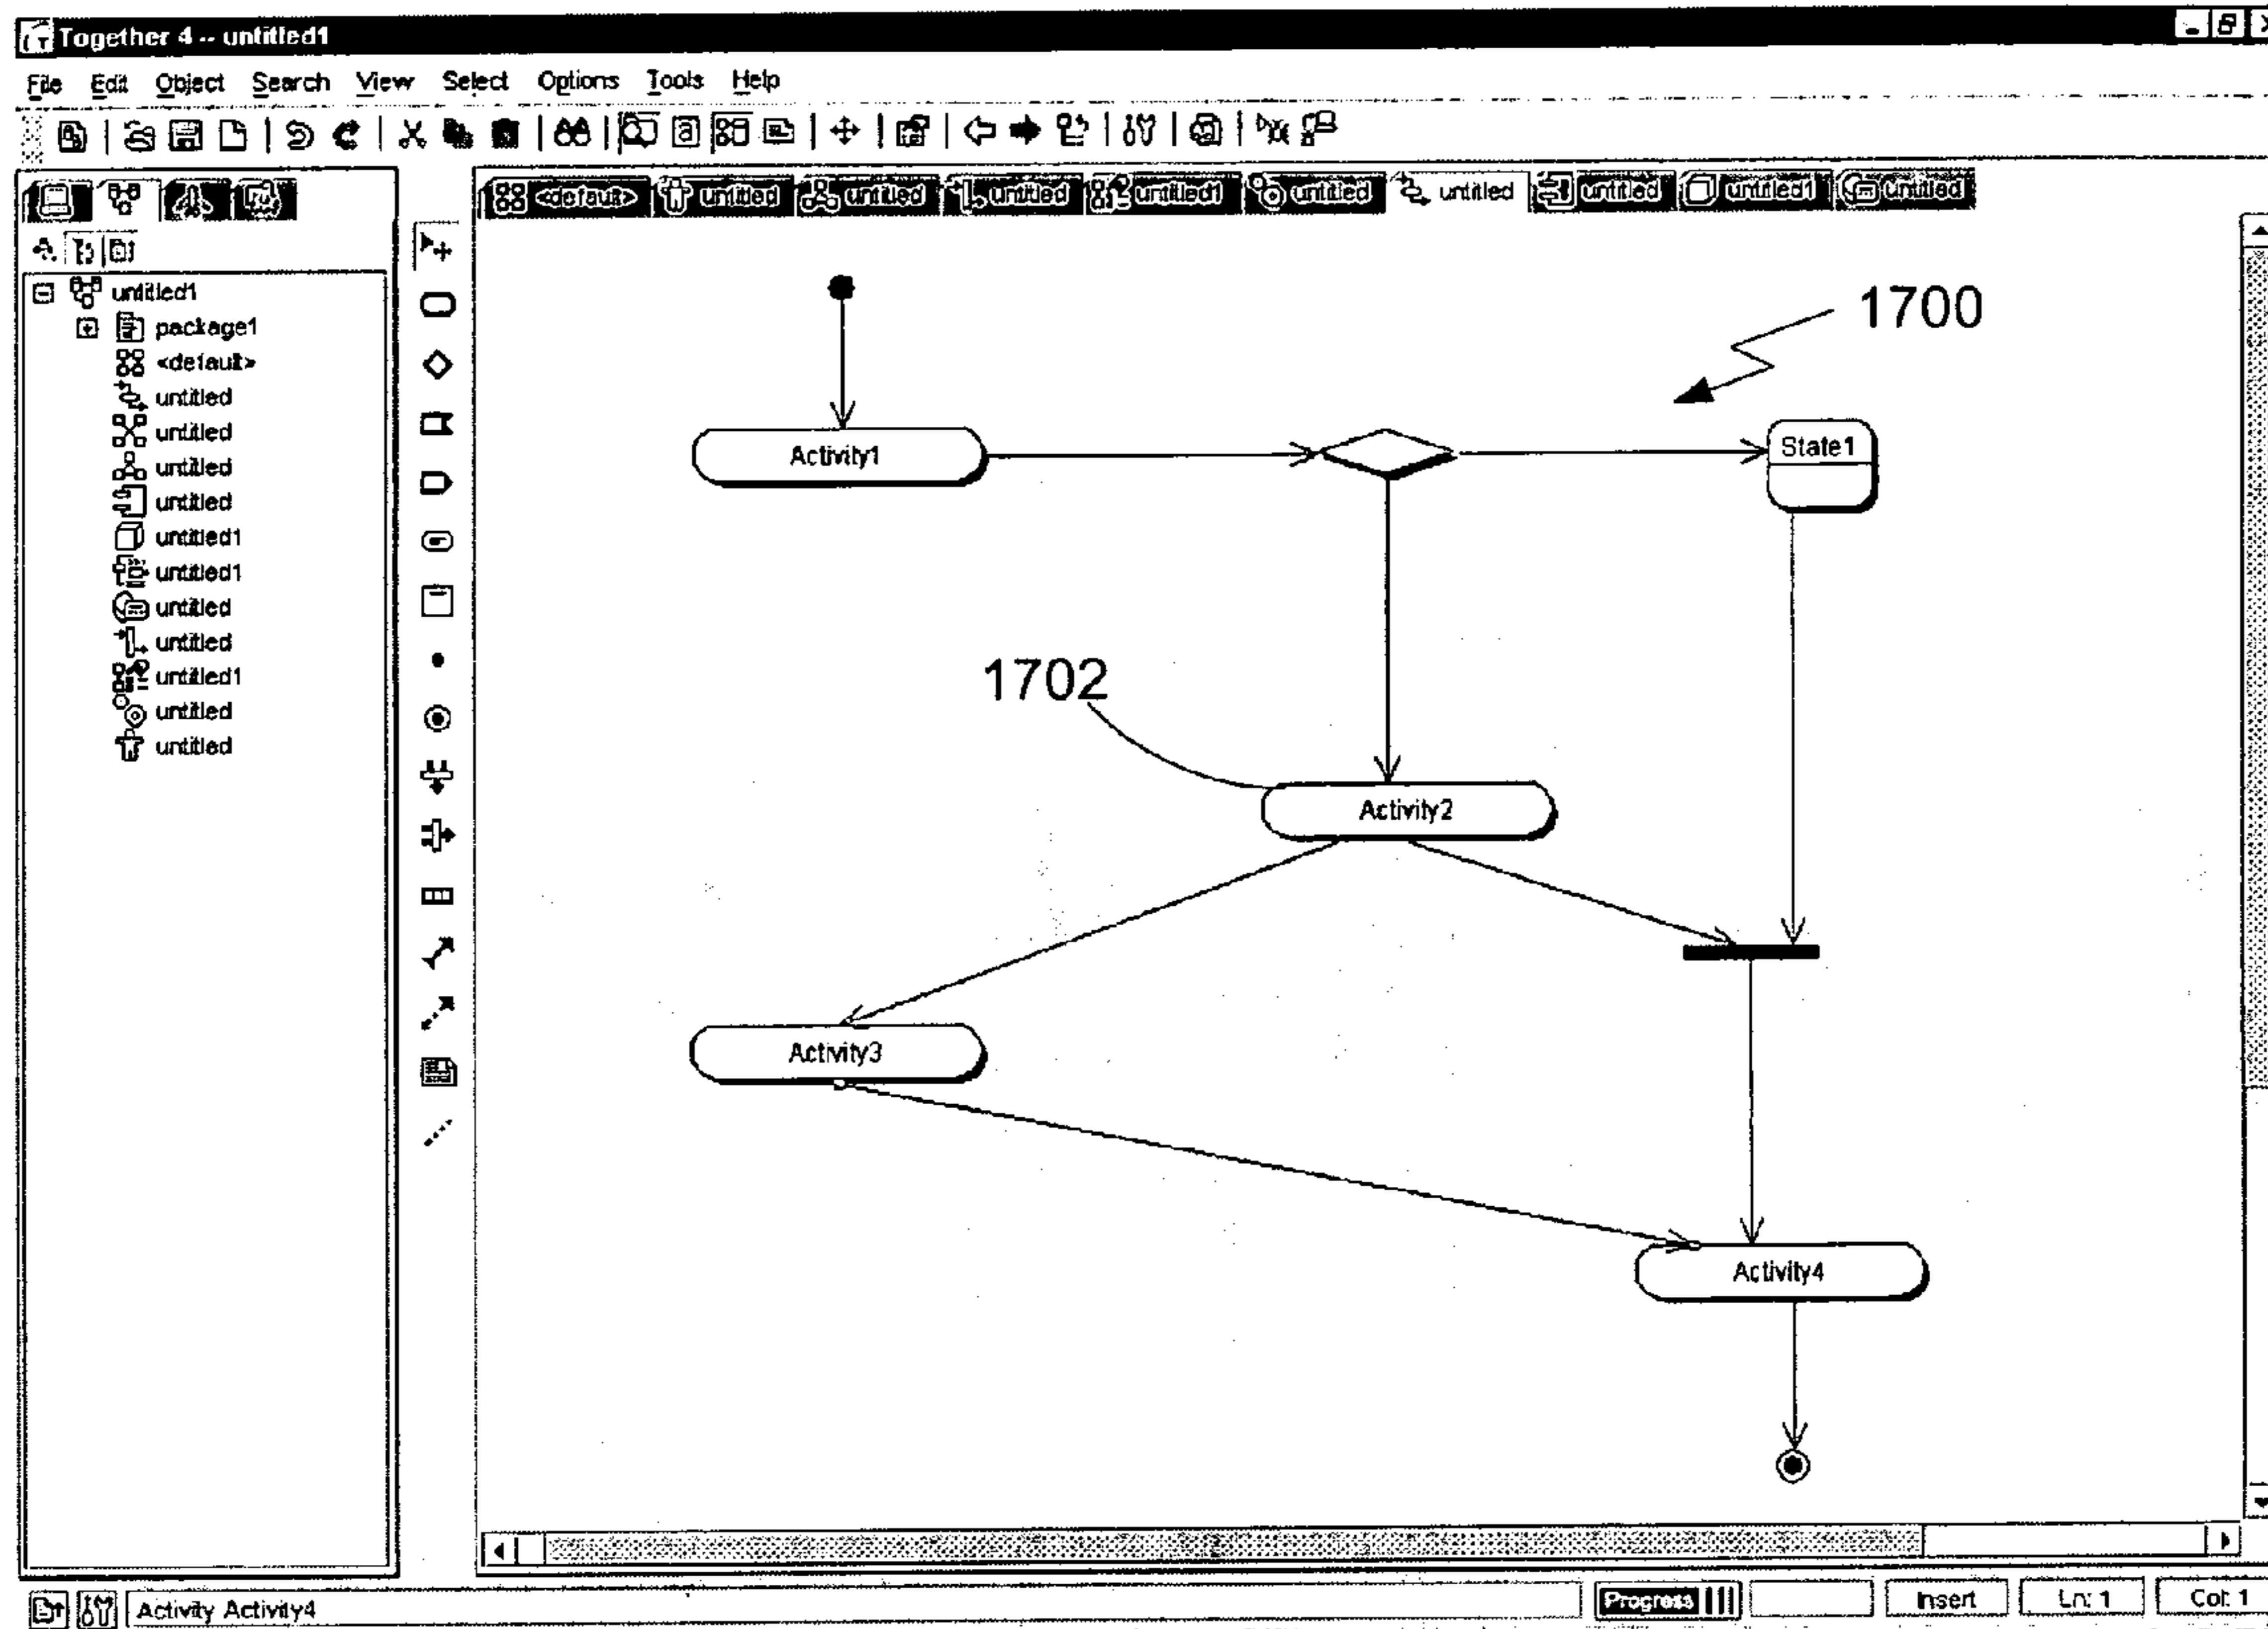 Together 4 -- untitled1
File Edit Object Search View Select Options Tools Help
<default> untitled untitled untitled untitled1 untitled untitled untitled untitled1 untitled
untitled1
package1
<default>
untitled
untitled
untitled
untitled
untitled1
untitled1
untitled
untitled
untitled1
untitled
untitled
1700
Activity1
State1
1702
Activity2
Activity3
Activity4
Activity Activity4
Progress
Insert
Ln: 1
Col: 1